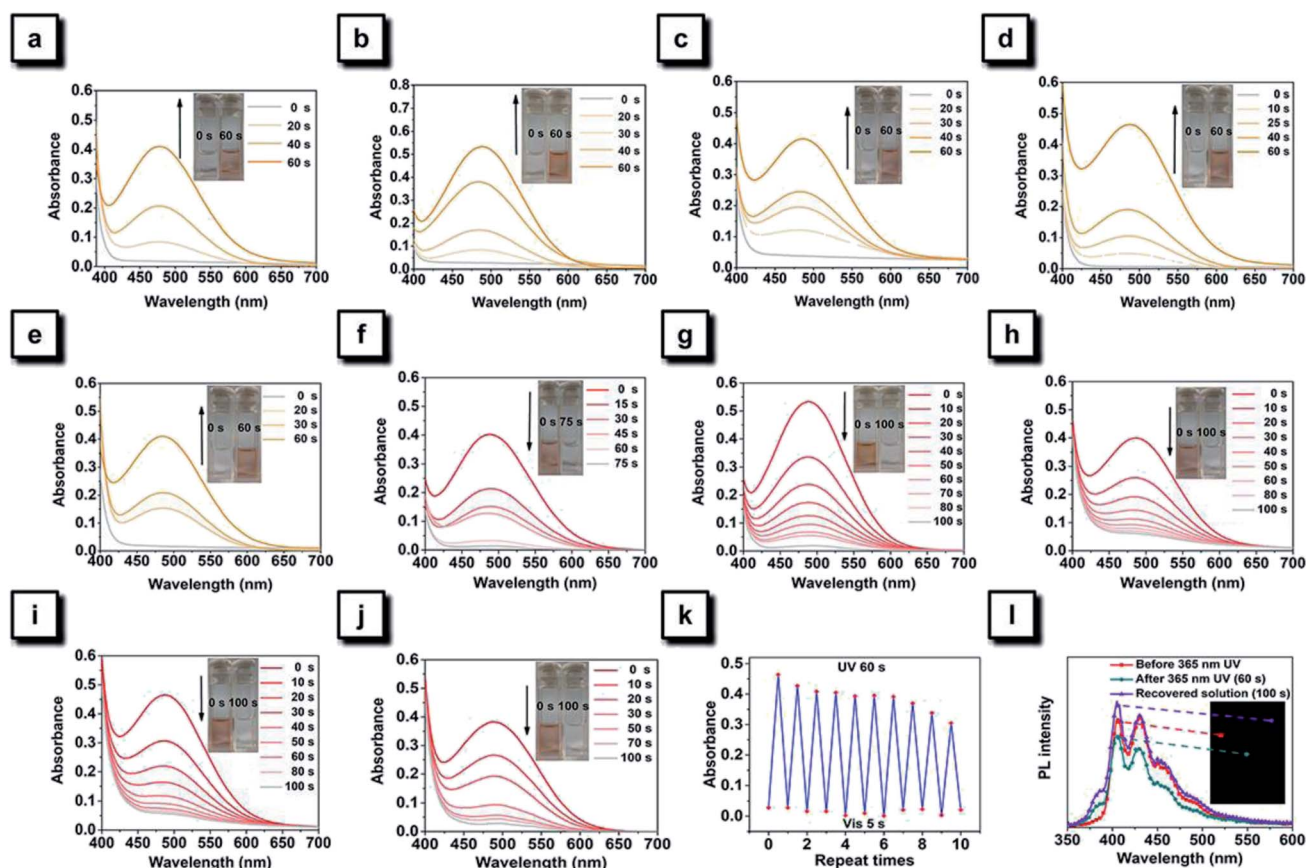 a
b
c
d
0.6
0.5
0.4
0.3
0.2
0.1
0.0
Absorbance
400 450 500 550 600 650 700
Wavelength (nm)
0 s 60 s
0 s
20 s
40 s
60 s
0.8
0.7
0.6
0.5
0.4
0.3
0.2
0.1
0.0
Absorbance
400 450 500 550 600 650 700
Wavelength (nm)
0 s 60 s
0 s
20 s
30 s
40 s
60 s
0.6
0.5
0.4
0.3
0.2
0.1
0.0
Absorbance
400 450 500 550 600 650 700
Wavelength (nm)
0 s 60 s
0 s
20 s
30 s
40 s
60 s
0.6
0.5
0.4
0.3
0.2
0.1
0.0
Absorbance
400 450 500 550 600 650 700
Wavelength (nm)
0 s 60 s
0 s
10 s
25 s
40 s
60 s
e
f
g
h
0.6
0.5
0.4
0.3
0.2
0.1
0.0
Absorbance
400 450 500 550 600 650 700
Wavelength (nm)
0 s 60 s
0 s
20 s
30 s
60 s
0.6
0.5
0.4
0.3
0.2
0.1
0.0
Absorbance
400 450 500 550 600 650 700
Wavelength (nm)
0 s 75 s
0 s
15 s
30 s
45 s
60 s
75 s
0.6
0.5
0.4
0.3
0.2
0.1
0.0
Absorbance
400 450 500 550 600 650 700
Wavelength (nm)
0 s 100 s
0 s
10 s
20 s
30 s
40 s
50 s
60 s
70 s
80 s
100 s
0.6
0.5
0.4
0.3
0.2
0.1
0.0
Absorbance
400 450 500 550 600 650 700
Wavelength (nm)
0 s 100 s
0 s
10 s
20 s
30 s
40 s
50 s
60 s
80 s
100 s
i
j
k
l
0.6
0.5
0.4
0.3
0.2
0.1
0.0
Absorbance
400 450 500 550 600 650 700
Wavelength (nm)
0 s 100 s
0 s
10 s
20 s
30 s
40 s
50 s
60 s
80 s
100 s
0.6
0.5
0.4
0.3
0.2
0.1
0.0
Absorbance
400 450 500 550 600 650 700
Wavelength (nm)
0 s 100 s
0 s
10 s
20 s
30 s
50 s
70 s
100 s
0.5
0.4
0.3
0.2
0.1
0.0
Absorbance
UV 60 s
Vis 5 s
0 2 4 6 8 10
Repeat times
PL intensity
Before 365 nm UV
After 365 nm UV (60 s)
Recovered solution (100 s)
350 400 450 500 550 600
Wavelength (nm)